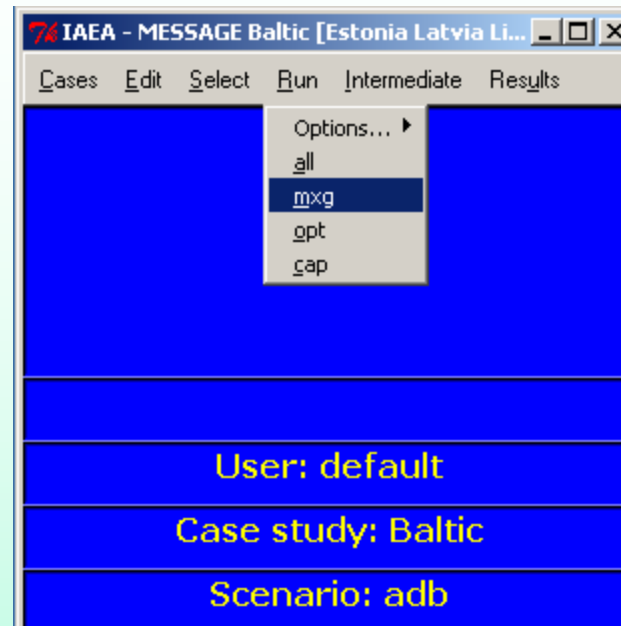 IAEA - MESSAGE Baltic [Estonia Latvia Li...
Cases Edit Select Run Intermediate Results
Options...
all
mxg
opt
cap
User: default
Case study: Baltic
Scenario: adb